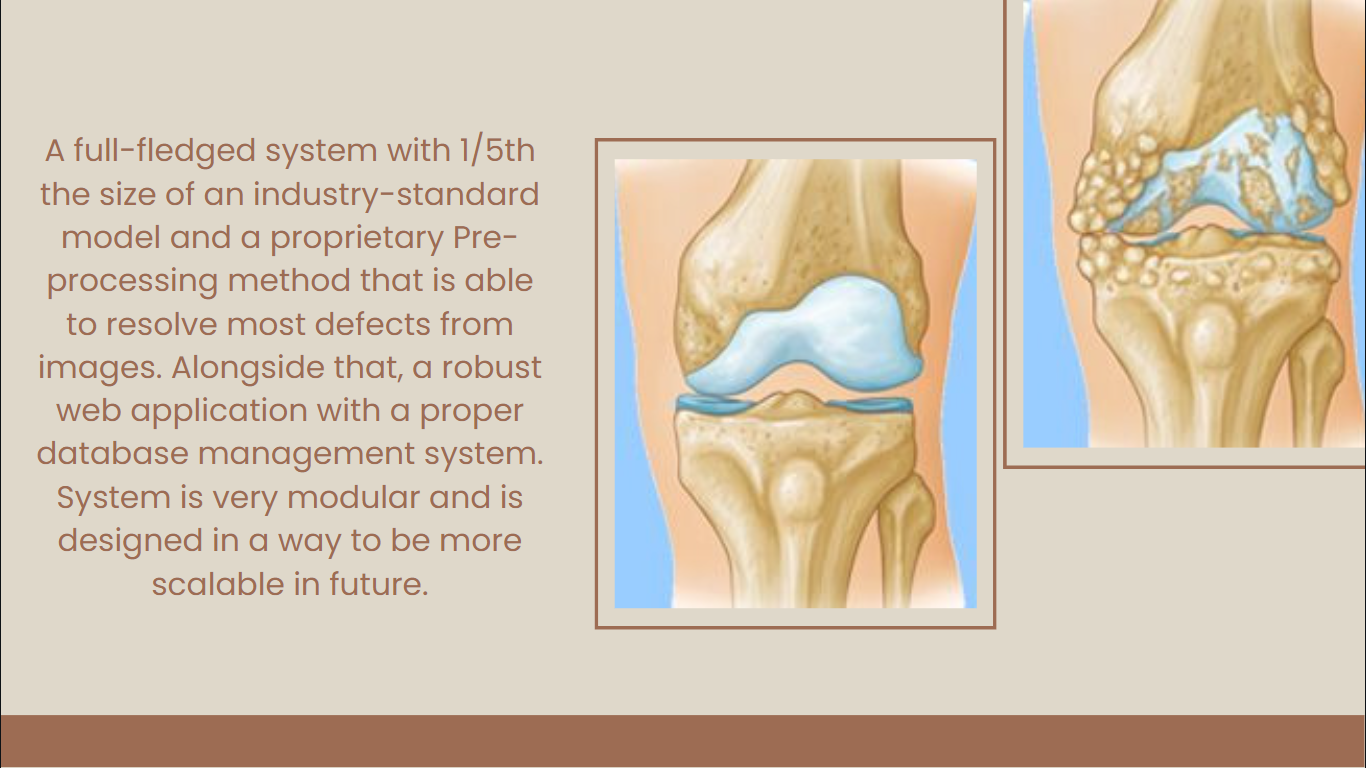 A full-fledged system with 1/5th
the size of an industry-standard
model and a proprietary Pre-
processing method that is able
to resolve most defects from
images. Alongside that, a robust
web application with a proper
database management system.
System is very modular and is
designed in a way to be more
scalable in future.